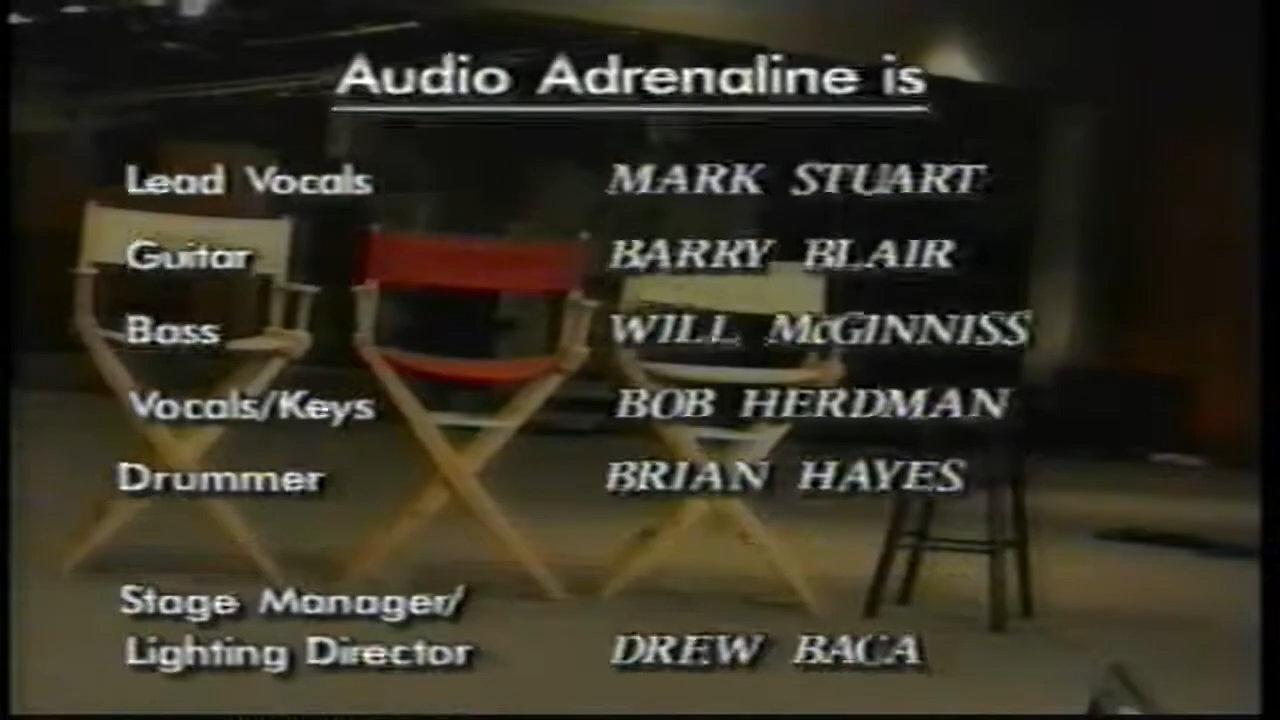 Audio Adrenaline is
Lead Vocals MARK STUART
Guitar BARRY BLAIR
Bass WILL McGINNISS
Vocals/Keys BOB HERDMAN
Drummer BRIAN HAYES
Stage Manager/
Lighting Director DREW BACA